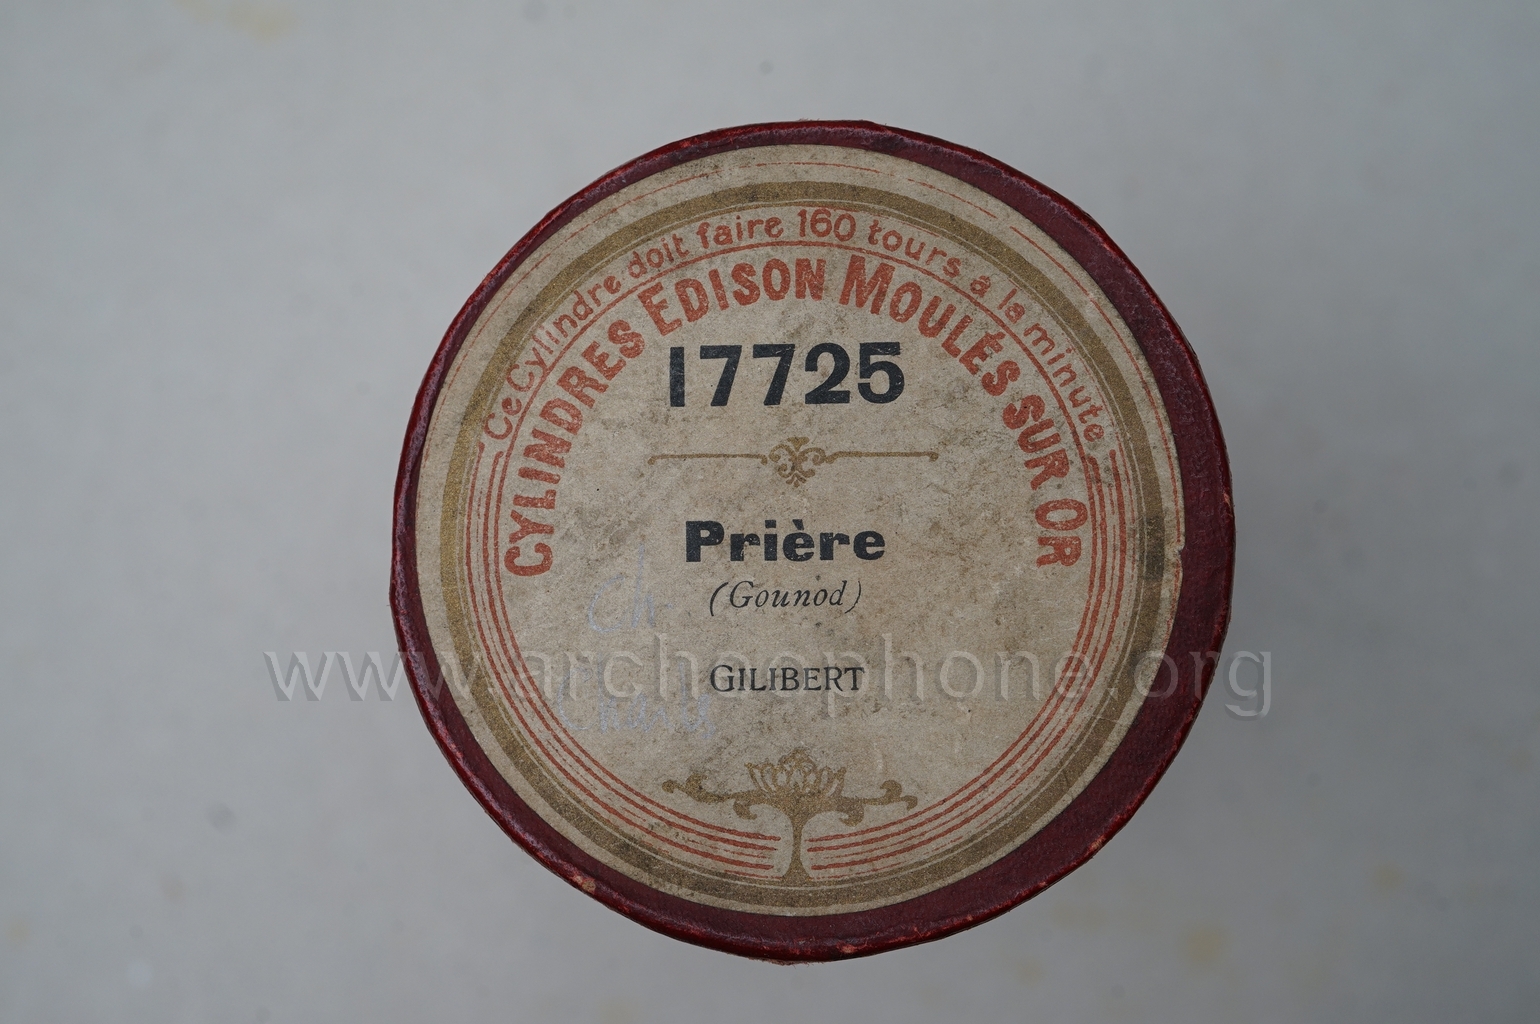 Ce Cylindre doit faire 160 tours à la minute
CYLINDRES EDISON MOULÉS SUR OR
17725
Prière
(Gounod)
Ch
www.archeophone.org
GILIBERT